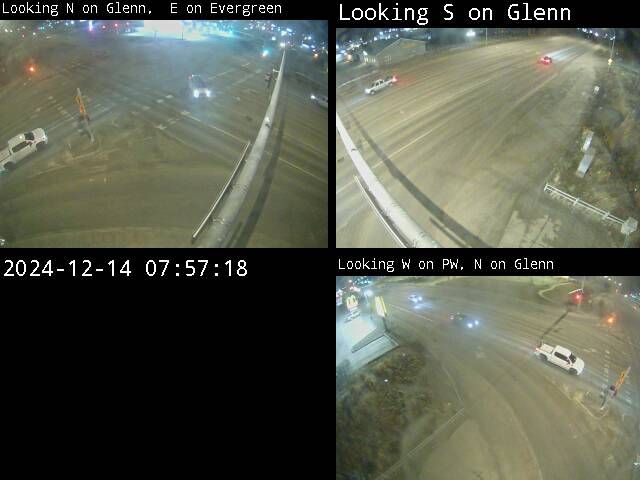 Looking N on Glenn,  E on Evergreen
Looking S on Glenn
2024-12-14 07:57:18
Looking W on PW, N on Glenn